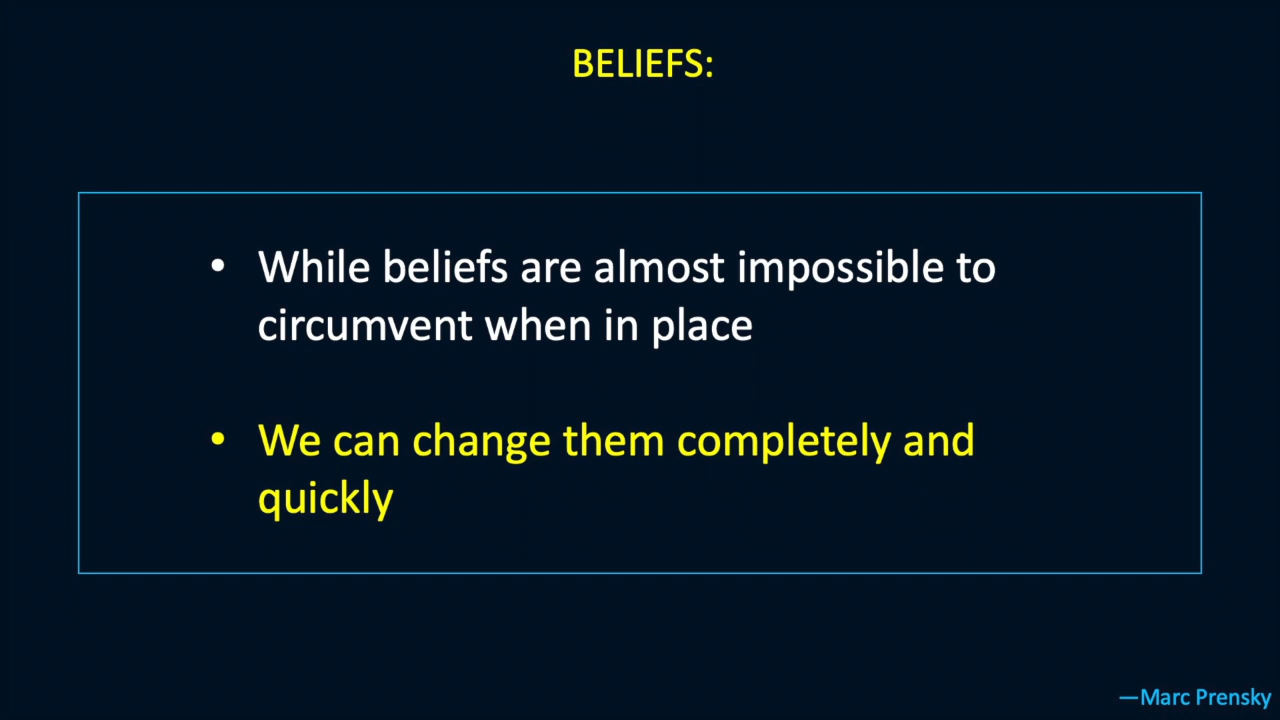 BELIEFS:
• While beliefs are almost impossible to
circumvent when in place
• We can change them completely and
quickly
—Marc Prensky